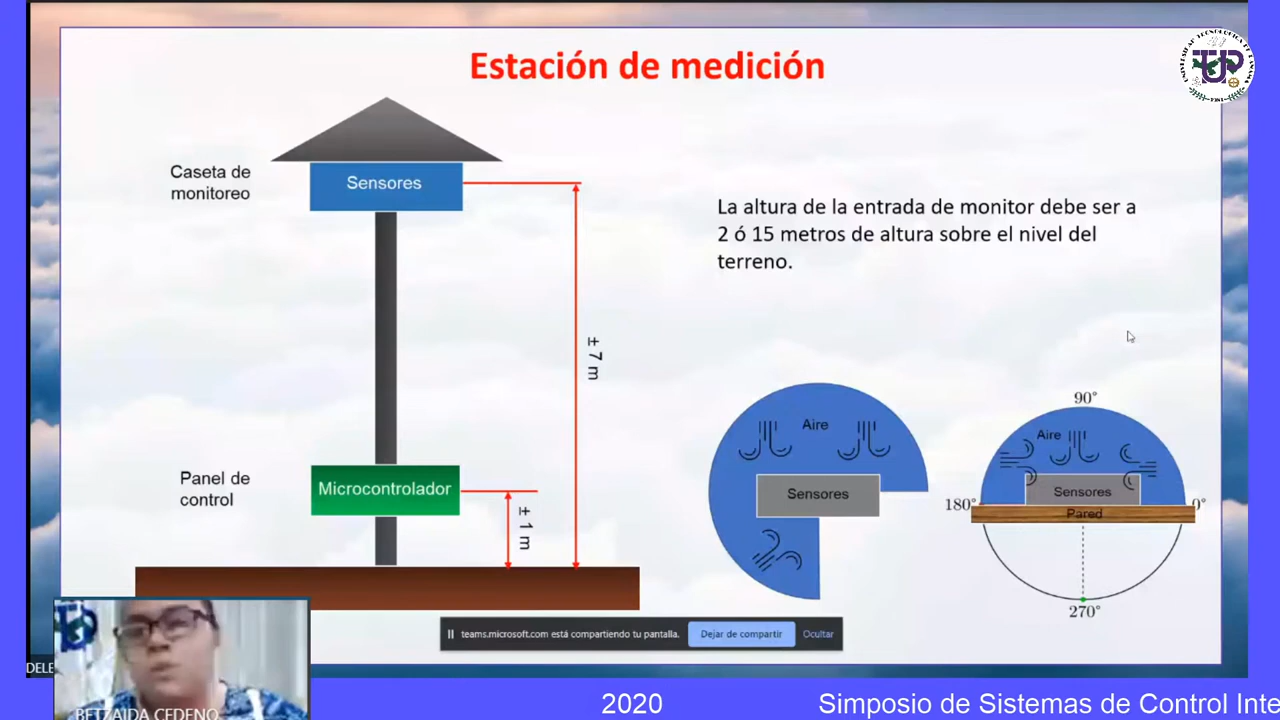 Estación de medición
Caseta de
monitoreo
Sensores
La altura de la entrada de monitor debe ser a
2 ó 15 metros de altura sobre el nivel del
terreno.
± 7 m
Panel de
control
Microcontrolador
± 1 m
Aire
Sensores
90°
Aire
Sensores
180°
0°
Pared
270°
teams.microsoft.com está compartiendo tu pantalla.
Dejar de compartir
Ocultar
DELE
BETZAIDA CEDENO
2020
Simposio de Sistemas de Control Inte